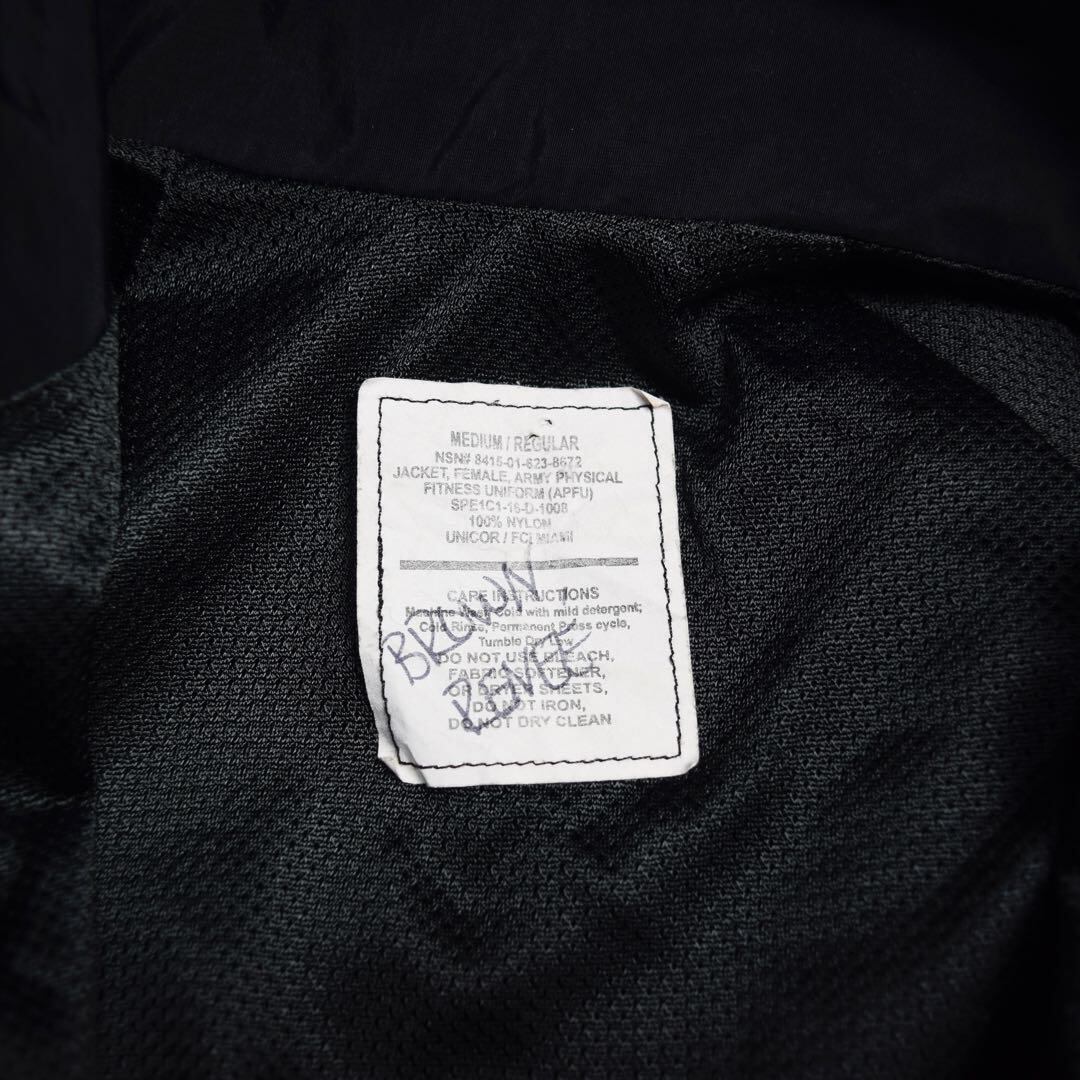 MEDIUM / REGULAR
NSN# 8415-01-623-8672
JACKET, FEMALE, ARMY PHYSICAL
FITNESS UNIFORM (APFU)
SPE1C1-16-D-1008
100% NYLON
UNICOR / FCI MIAMI
CARE INSTRUCTIONS
Machine Wash Cold with mild detergent;
Cold Rinse, Permanent Press cycle,
Tumble Dry Low
DO NOT USE BLEACH,
FABRIC SOFTENER,
OR DRYER SHEETS,
DO NOT IRON,
DO NOT DRY CLEAN
BROWN,
RENEE